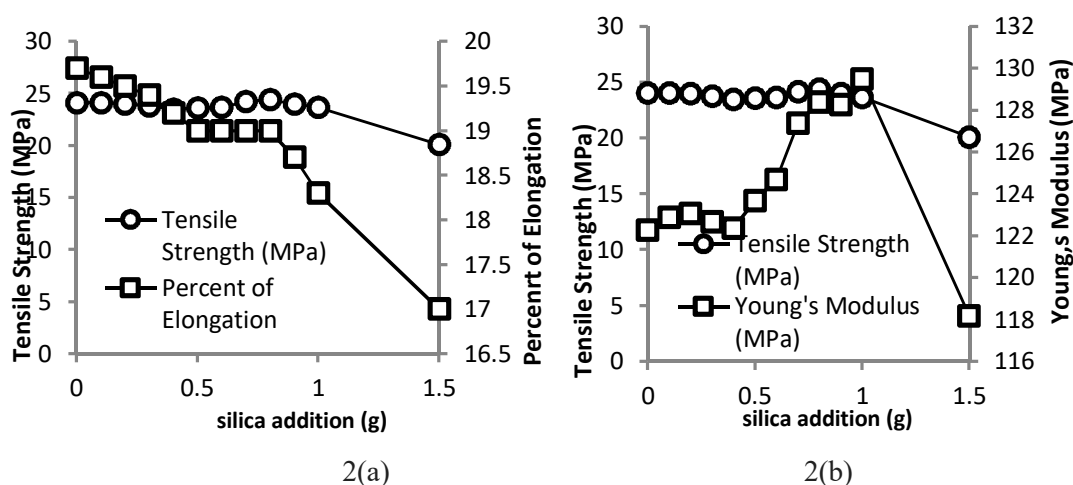 30
25
20
15
10
5
0
Tensile Strength (MPa)
20
19.5
19
18.5
18
17.5
17
16.5
Percenrt of Elongation
Tensile
Strength (MPa)
Percent of
Elongation
0
0.5
1
1.5
silica addition (g)
2(a)
30
25
20
15
10
5
0
Tensile Strength (MPa)
132
130
128
126
124
122
120
118
116
Young,s Modulus (MPa)
Tensile Strength
(MPa)
Young's Modulus
(MPa)
0
0.5
1
1.5
silica addition (g)
2(b)